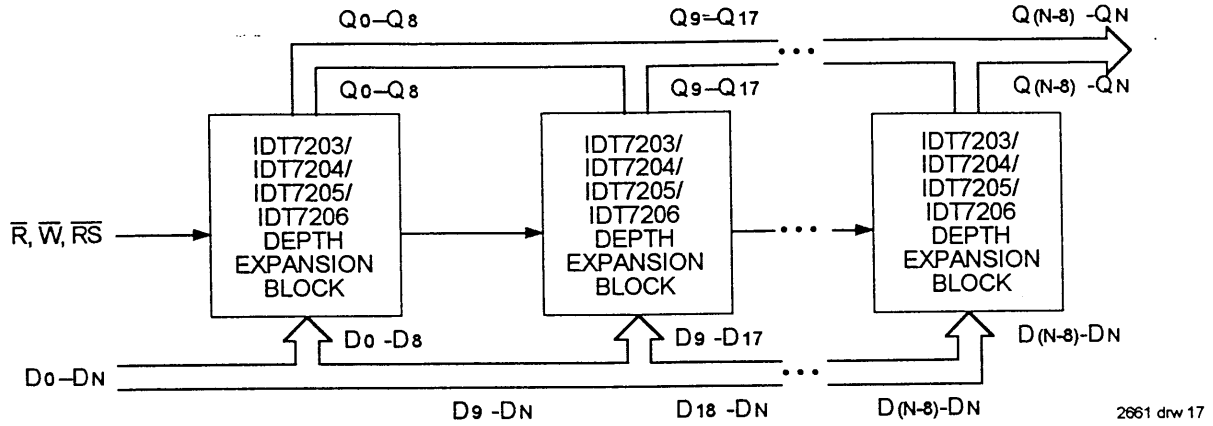 Q0–Q8 Q9–Q17 Q(N-8) -QN
Q0–Q8 Q9–Q17 Q(N-8) -QN
IDT7203/
IDT7204/
IDT7205/
IDT7206
DEPTH
EXPANSION
BLOCK
IDT7203/
IDT7204/
IDT7205/
IDT7206
DEPTH
EXPANSION
BLOCK
IDT7203/
IDT7204/
IDT7205/
IDT7206
DEPTH
EXPANSION
BLOCK
R̅, W̅, R̅S̅
• • •
• • •
D0 -D8 D9 -D17 D(N-8)-DN
D0–DN
• • •
D9 -DN D18 -DN D(N-8)-DN
2661 drw 17